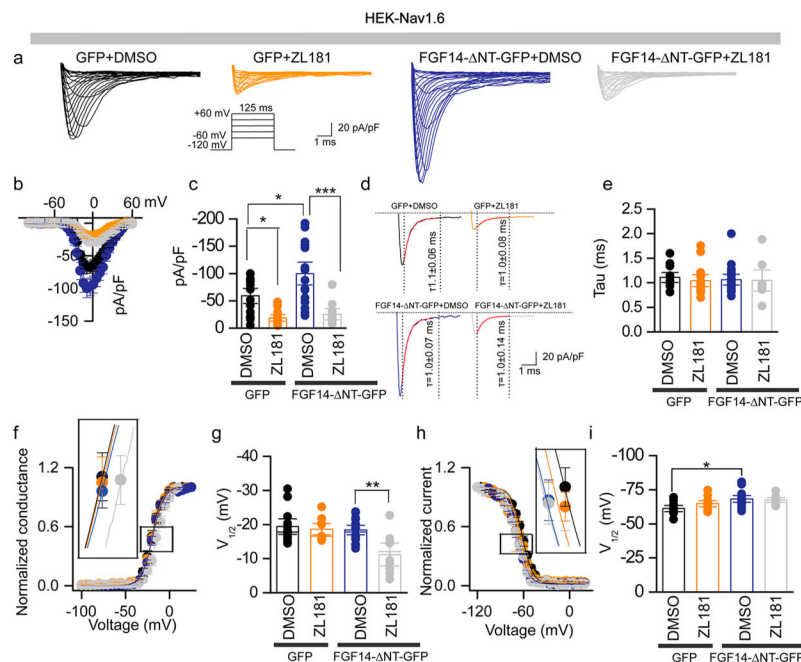 HEK-Nav1.6
a
GFP+DMSO GFP+ZL181 FGF14-ΔNT-GFP+DMSO FGF14-ΔNT-GFP+ZL181
125 ms
+60 mV
-60 mV
-120 mV
20 pA/pF
1 ms
b
-60 0 60 mV
-50
-100
-150
pA/pF
c
pA/pF
-200
-150
-100
-50
0
* * ***
DMSO ZL181 DMSO ZL181
GFP FGF14-ΔNT-GFP
d
GFP+DMSO GFP+ZL181
τ1.1±0.06 ms
τ=1.0±0.08 ms
FGF14-ΔNT-GFP+DMSO FGF14-ΔNT-GFP+ZL181
τ=1.0±0.07 ms
τ=1.0±0.14 ms
20 pA/pF
1 ms
e
Tau (ms)
2.5
2.0
1.5
1.0
0.5
0.0
DMSO ZL181 DMSO ZL181
GFP FGF14-ΔNT-GFP
f
Normalized conductance
1.2
0.6
0.0
-100 -50 0
Voltage (mV)
g
V1/2 (mV)
-40
-30
-20
-10
0
**
DMSO ZL181 DMSO ZL181
GFP FGF14-ΔNT-GFP
h
Normalized current
1.2
0.6
0.0
-120 -60 0
Voltage (mV)
i
V1/2 (mV)
-100
-75
-50
-25
0
*
DMSO ZL181 DMSO ZL181
GFP FGF14-ΔNT-GFP